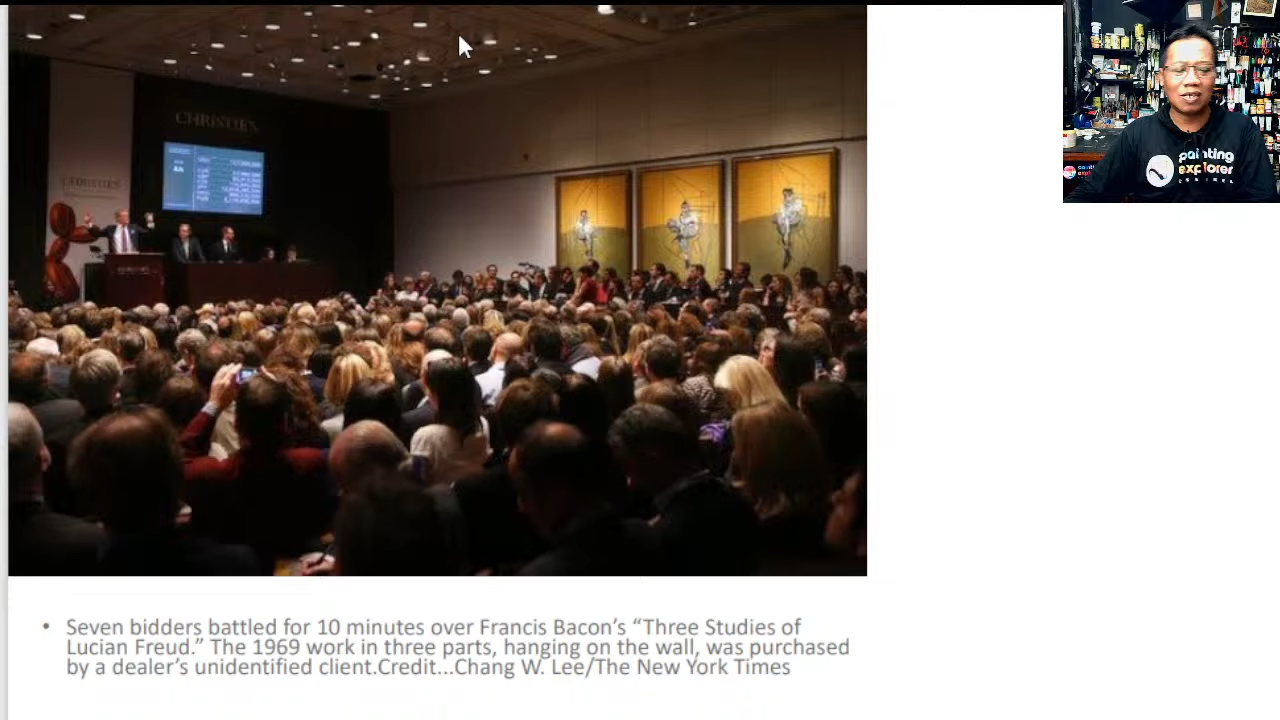 CHRISTIE'S
CHRISTIE'S
painting
explorer
• Seven bidders battled for 10 minutes over Francis Bacon’s “Three Studies of
Lucian Freud.” The 1969 work in three parts, hanging on the wall, was purchased
by a dealer’s unidentified client.Credit...Chang W. Lee/The New York Times